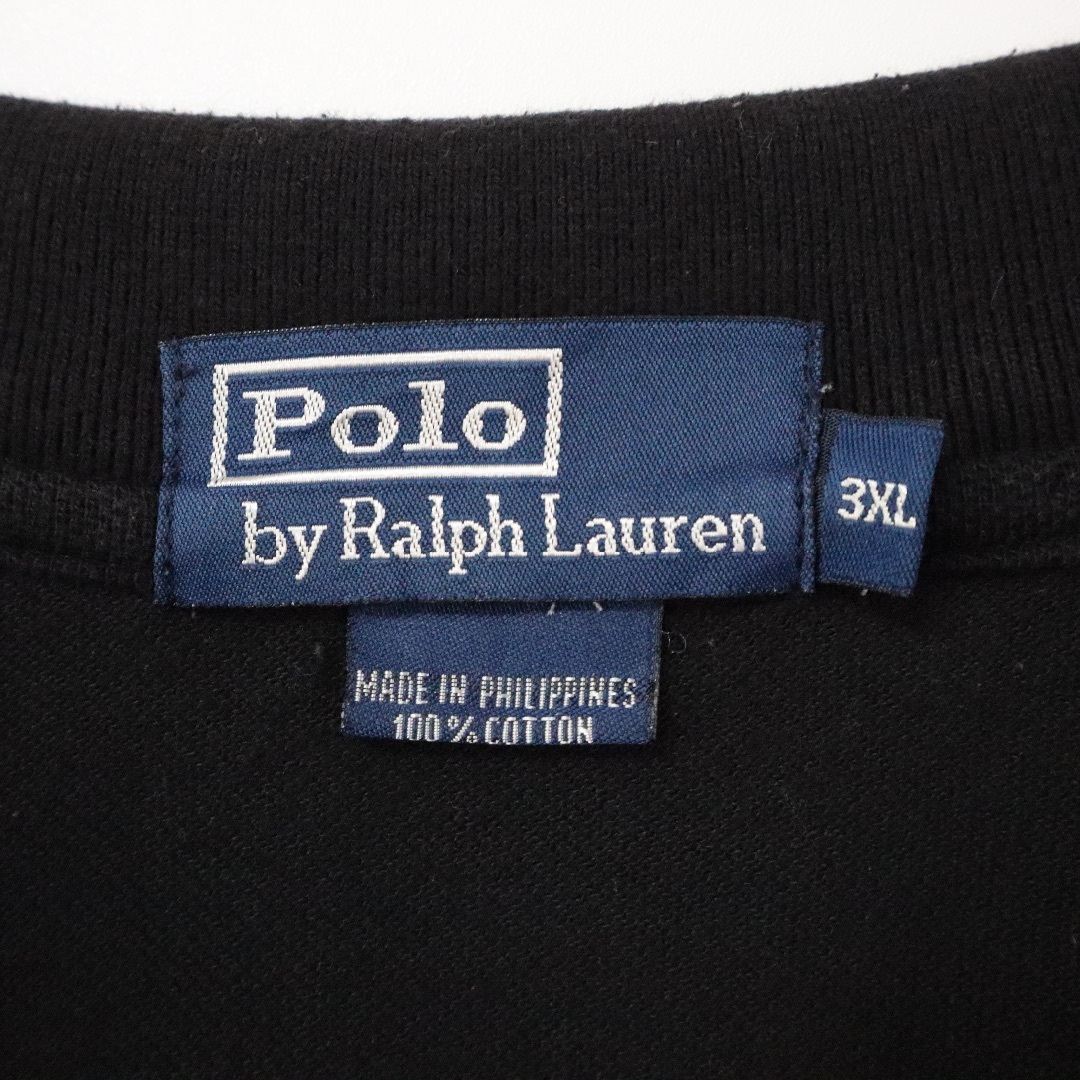 Polo
by Ralph Lauren
3XL
MADE IN PHILIPPINES
100% COTTON